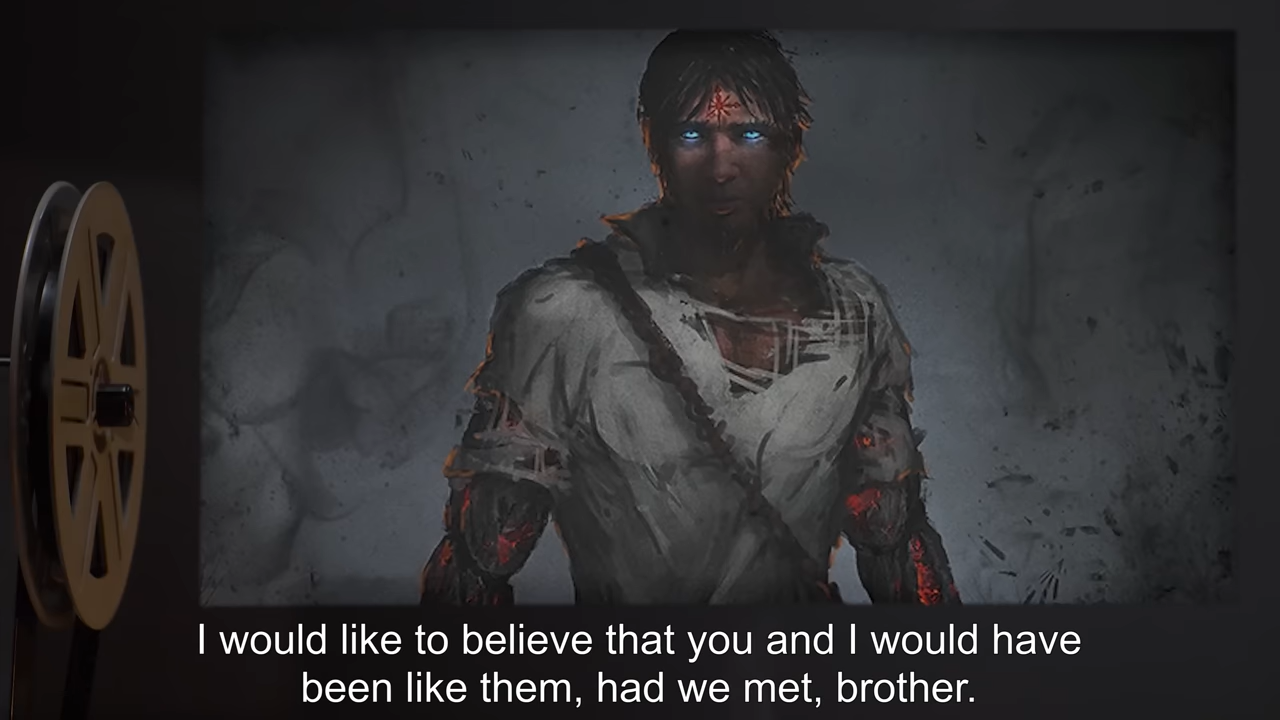 I would like to believe that you and I would have
been like them, had we met, brother.